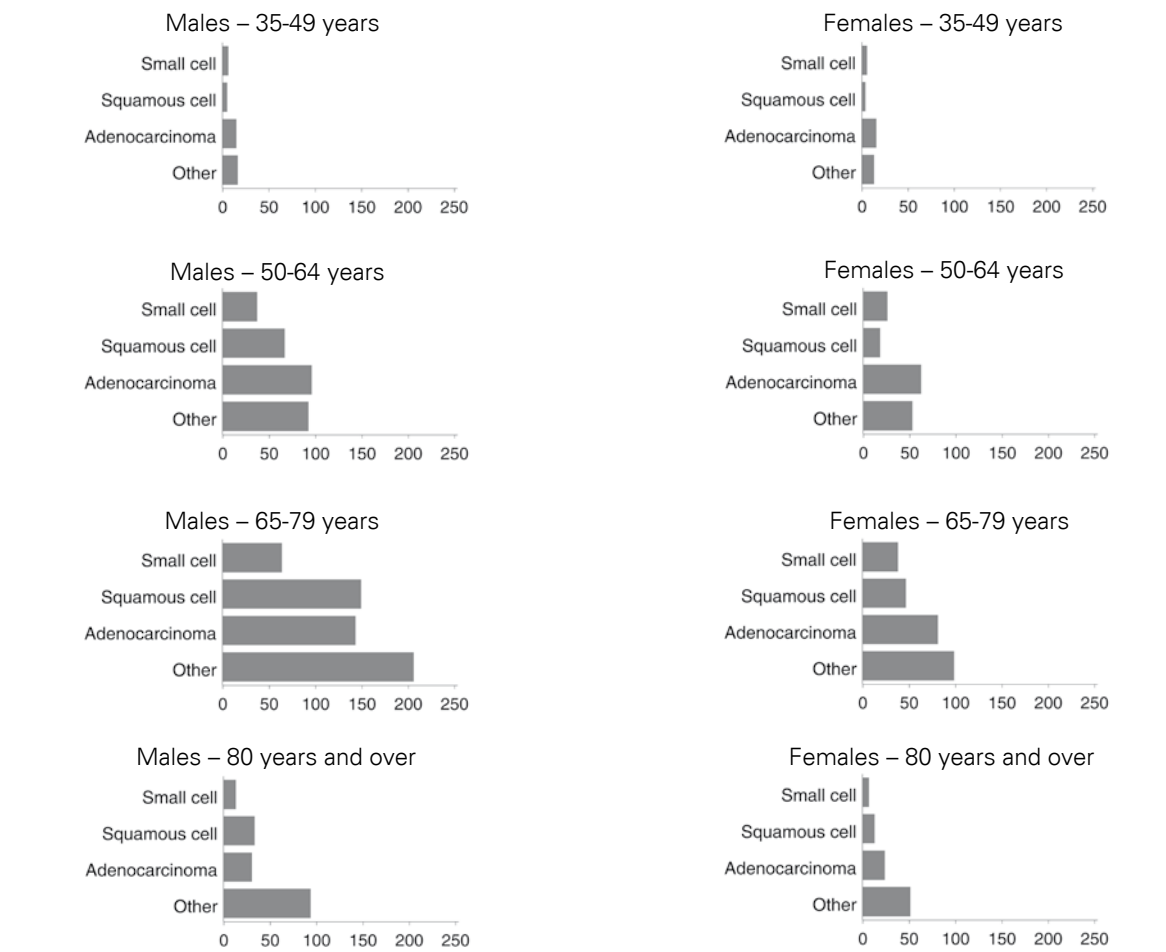 Males – 35-49 years
Small cell
Squamous cell
Adenocarcinoma
Other
0 50 100 150 200 250
Females – 35-49 years
Small cell
Squamous cell
Adenocarcinoma
Other
0 50 100 150 200 250
Males – 50-64 years
Small cell
Squamous cell
Adenocarcinoma
Other
0 50 100 150 200 250
Females – 50-64 years
Small cell
Squamous cell
Adenocarcinoma
Other
0 50 100 150 200 250
Males – 65-79 years
Small cell
Squamous cell
Adenocarcinoma
Other
0 50 100 150 200 250
Females – 65-79 years
Small cell
Squamous cell
Adenocarcinoma
Other
0 50 100 150 200 250
Males – 80 years and over
Small cell
Squamous cell
Adenocarcinoma
Other
0 50 100 150 200 250
Females – 80 years and over
Small cell
Squamous cell
Adenocarcinoma
Other
0 50 100 150 200 250